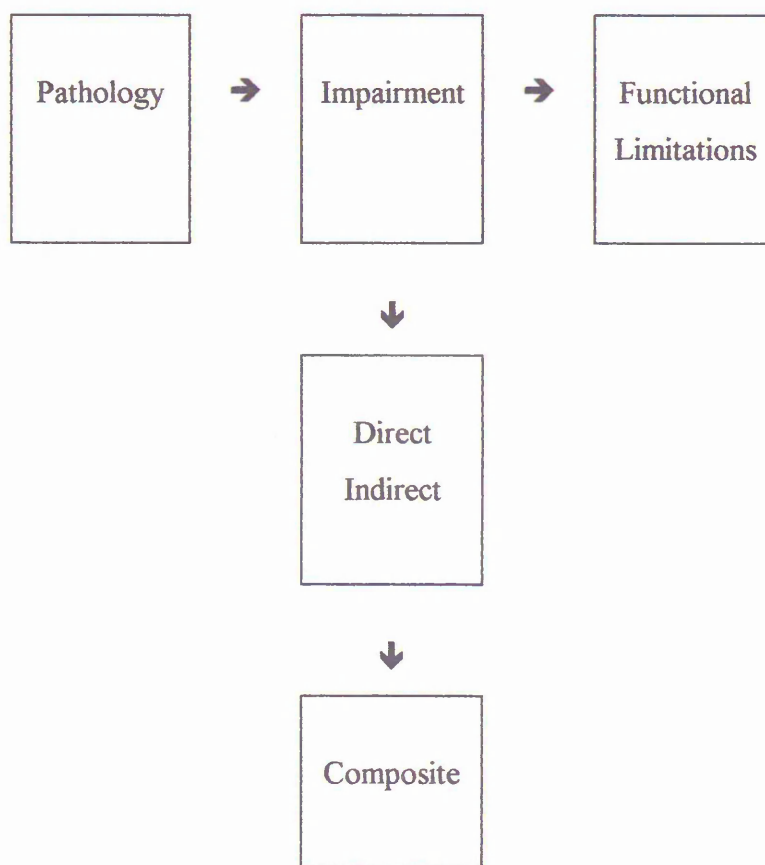 Pathology → Impairment → Functional
Limitations
Direct
Indirect
Composite